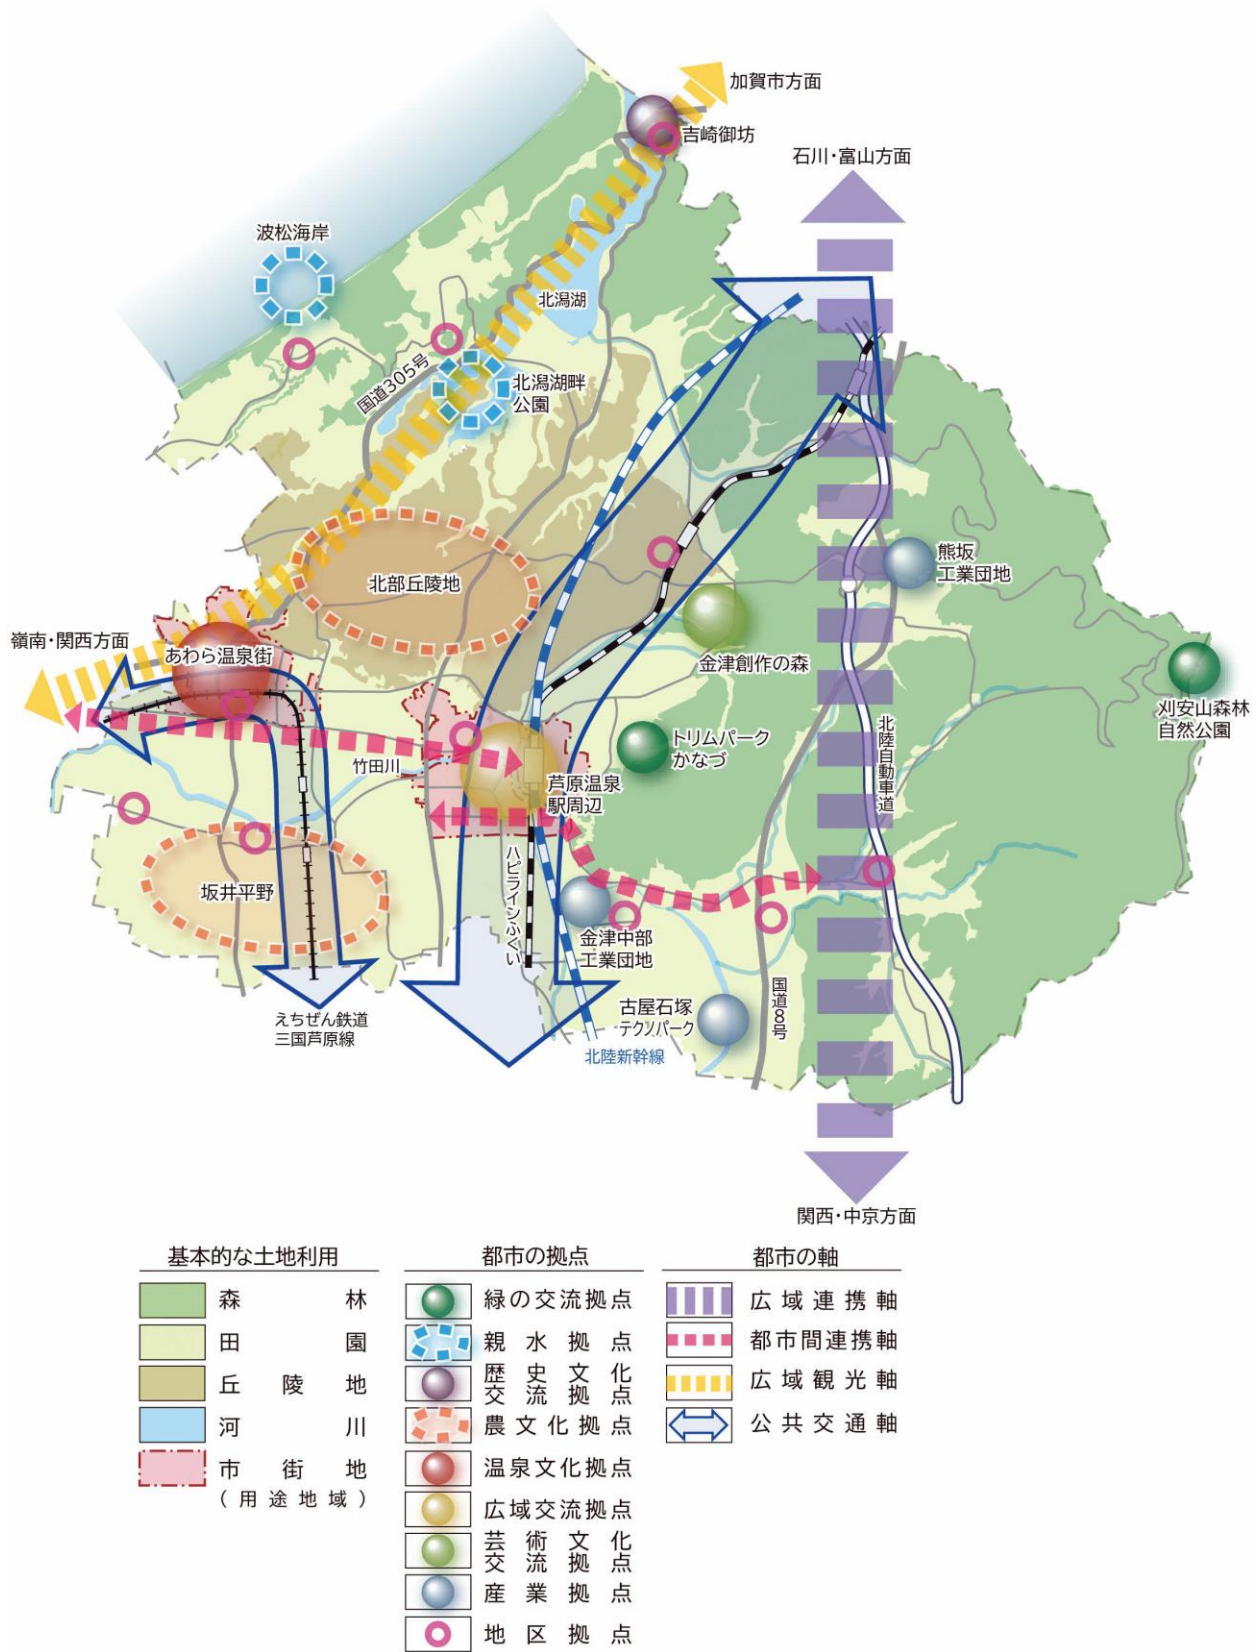 加賀市方面
吉崎御坊
石川・富山方面
波松海岸
北潟湖
国道305号
北潟湖畔
公園
北部丘陵地
熊坂
工業団地
嶺南・関西方面
あわら温泉街
金津創作の森
刈安山森林
自然公園
トリムパーク
かなづ
北陸自動車道
竹田川
芦原温泉
駅周辺
ハピラインふくい
坂井平野
金津中部
工業団地
国道8号
古屋石塚
テクノパーク
えちぜん鉄道
三国芦原線
北陸新幹線
関西・中京方面
基本的な土地利用
森林
田園
丘陵地
河川
市街地
(用途地域)
都市の拠点
緑の交流拠点
親水拠点
歴史文化
交流拠点
農文化拠点
温泉文化拠点
広域交流拠点
芸術文化
交流拠点
産業拠点
地区拠点
都市の軸
広域連携軸
都市間連携軸
広域観光軸
公共交通軸